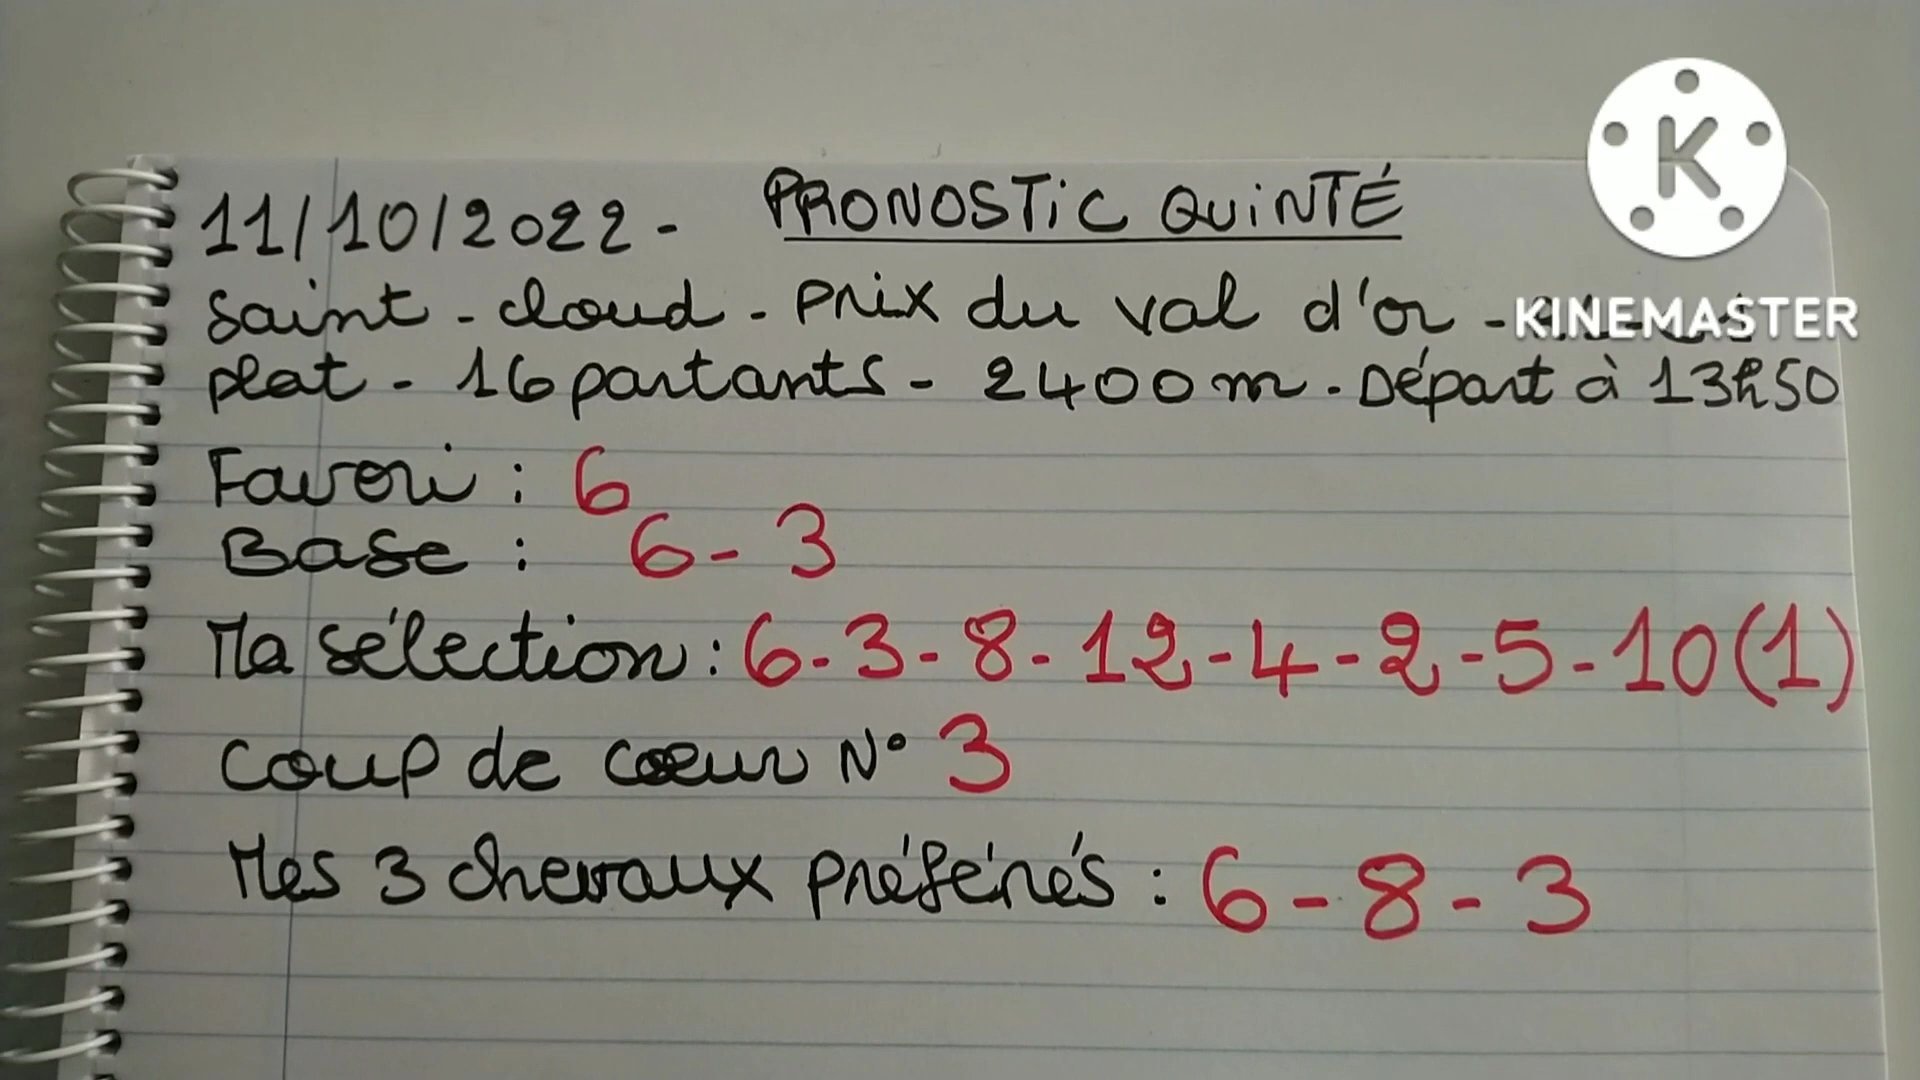 11/10/2022 - PRONOSTiC QUiNTÉ
Saint - cloud - Prix du val d'or -
plat - 16 partants - 2400m - Départ à 13h50
Favori : 6
Base : 6 - 3
Ma sélection : 6 - 3 - 8 - 12 - 4 - 2 - 5 - 10 (1)
Coup de cœur N° 3
Mes 3 chevaux préférés : 6 - 8 - 3
K
KINEMASTER